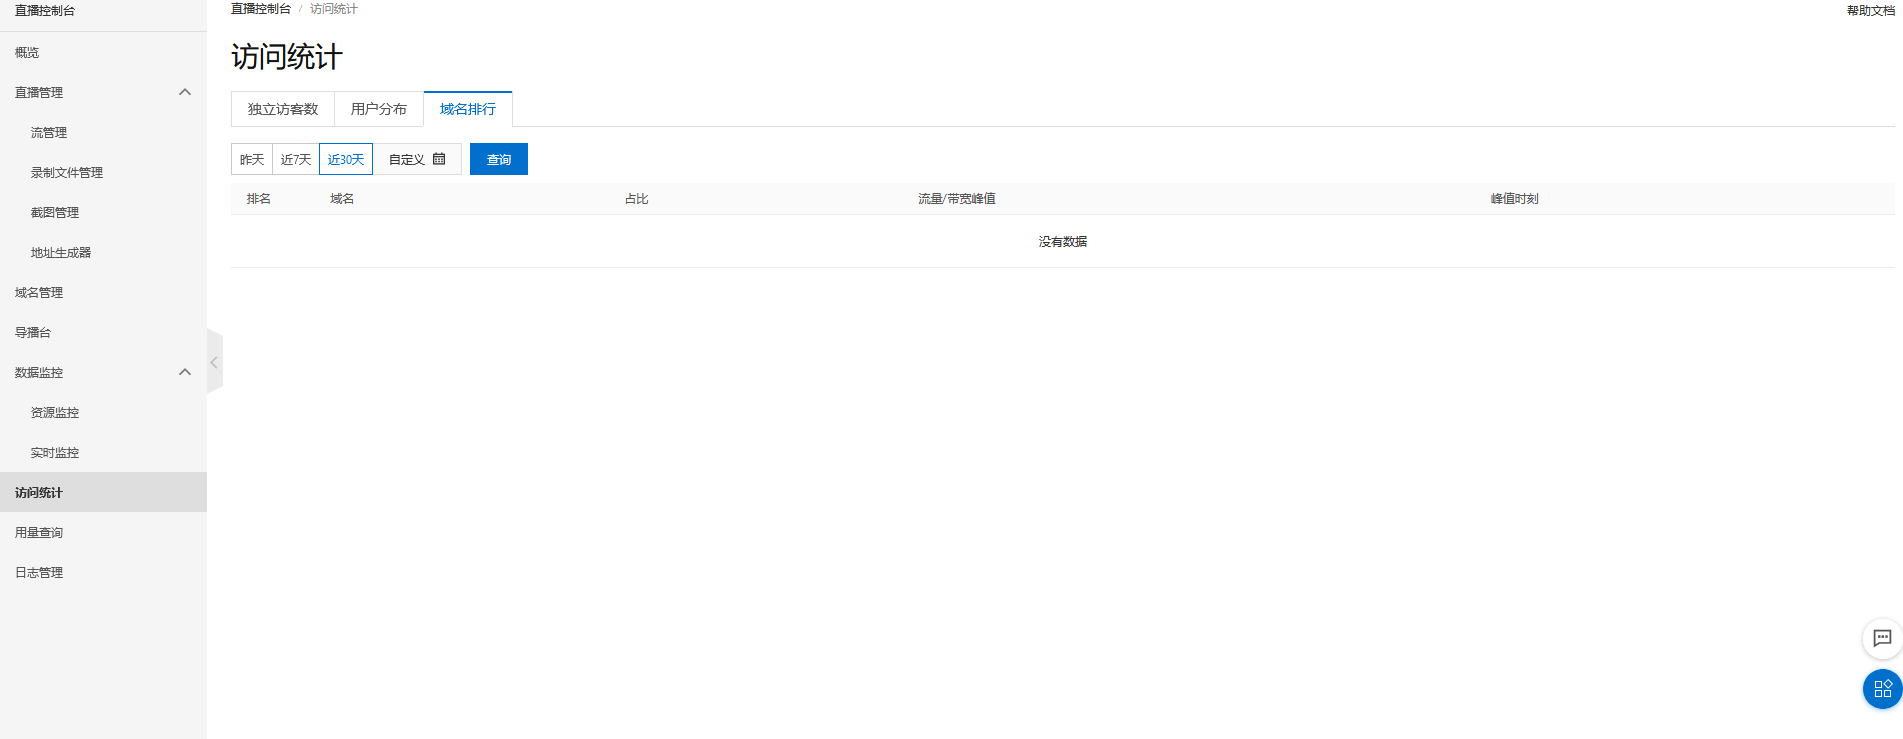 直播控制台
概览
直播管理
流管理
录制文件管理
截图管理
地址生成器
域名管理
导播台
数据监控
资源监控
实时监控
访问统计
用量查询
日志管理
直播控制台 / 访问统计
帮助文档
访问统计
独立访客数 用户分布 域名排行
昨天 近7天 近30天 自定义 查询
排名 域名 占比 流量/带宽峰值 峰值时刻
没有数据